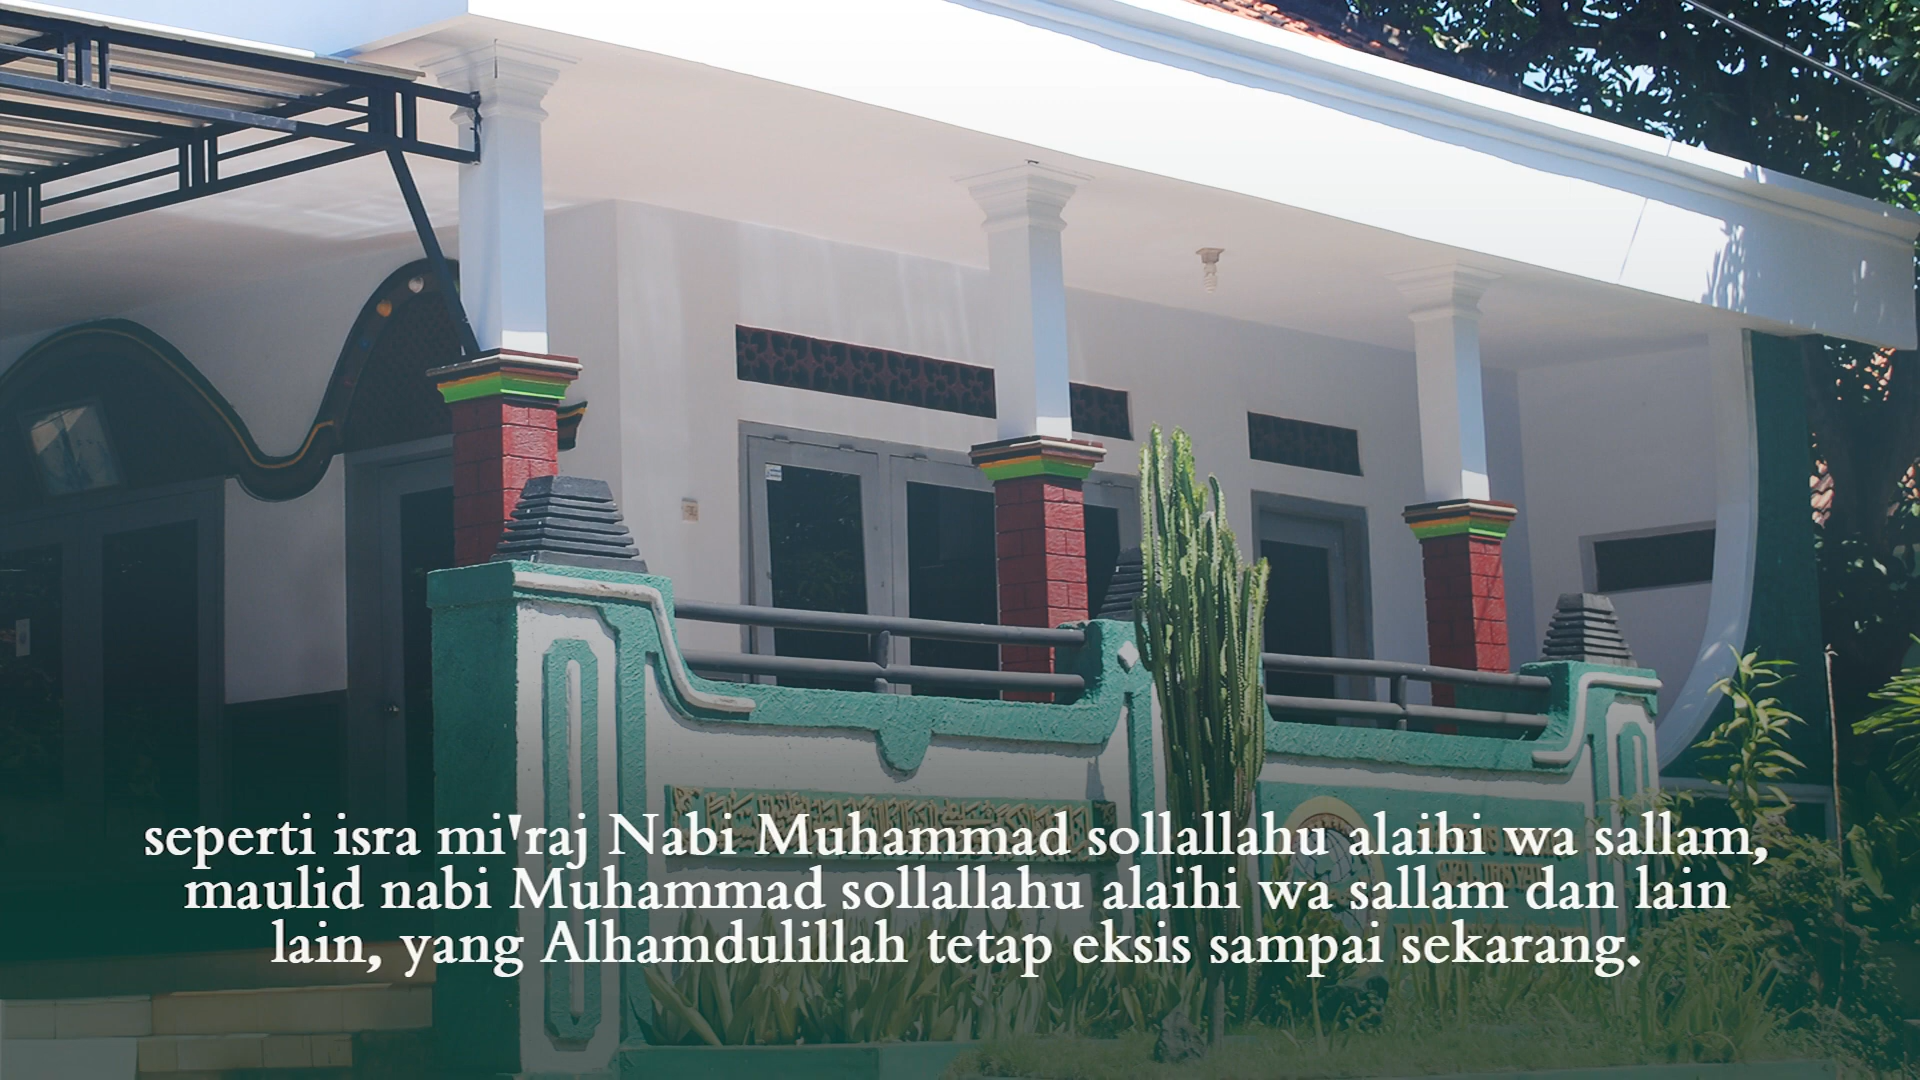 seperti isra mi'raj Nabi Muhammad sollallahu alaihi wa sallam,
maulid nabi Muhammad sollallahu alaihi wa sallam dan lain
lain, yang Alhamdulillah tetap eksis sampai sekarang.